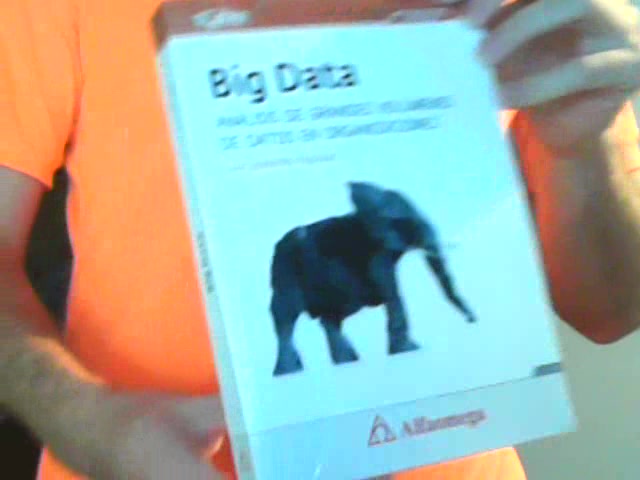 Big Data
ANÁLISIS DE GRANDES VOLÚMENES
DE DATOS EN ORGANIZACIONES
Alfaomega